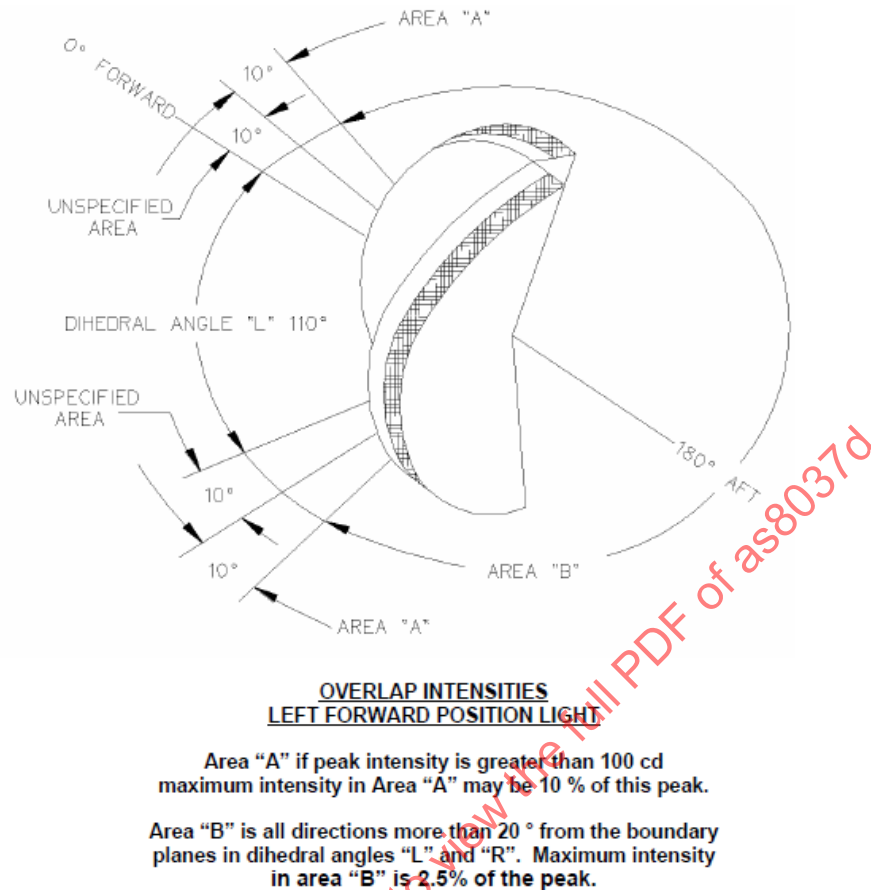 AREA "A"
0° FORWARD
10°
10°
UNSPECIFIED
AREA
DIHEDRAL ANGLE "L" 110°
UNSPECIFIED
AREA
10°
10°
180° AFT
AREA "B"
AREA "A"
OVERLAP INTENSITIES
LEFT FORWARD POSITION LIGHT
Area “A” if peak intensity is greater than 100 cd
maximum intensity in Area “A” may be 10 % of this peak.
Area “B” is all directions more than 20 ° from the boundary
planes in dihedral angles “L” and “R”. Maximum intensity
in area “B” is 2.5% of the peak.
view the full PDF of as8037d